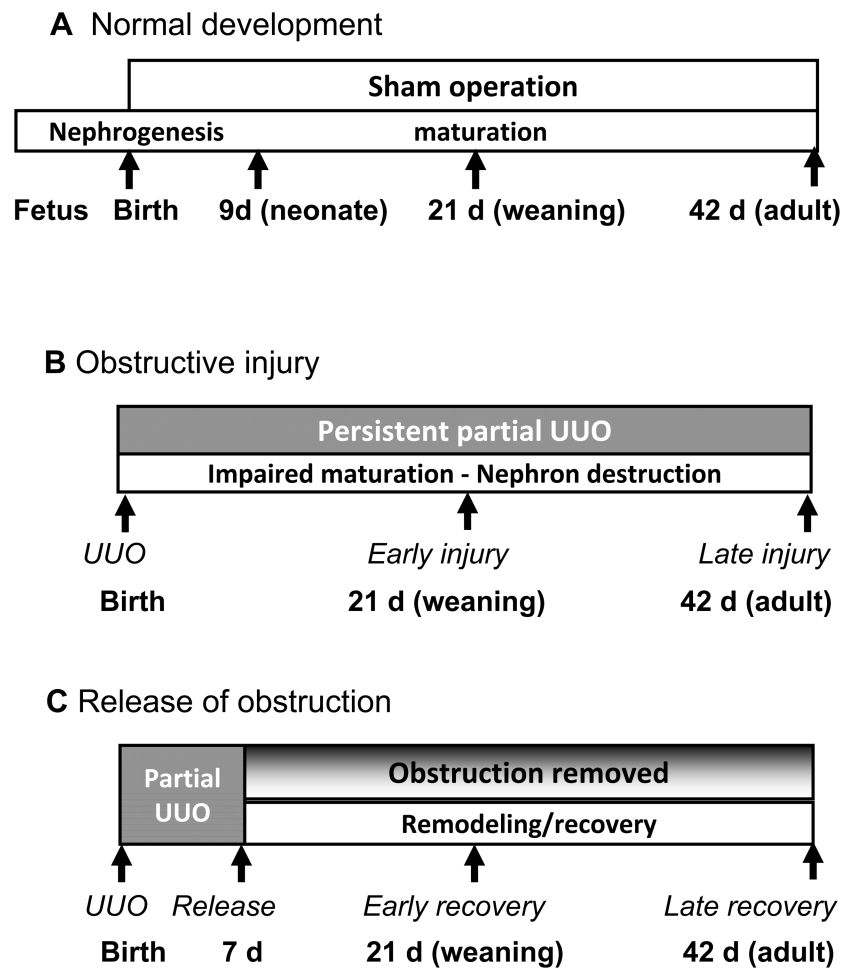 A Normal development
Sham operation
Nephrogenesis maturation
Fetus Birth 9d (neonate) 21 d (weaning) 42 d (adult)
B Obstructive injury
Persistent partial UUO
Impaired maturation - Nephron destruction
UUO Early injury Late injury
Birth 21 d (weaning) 42 d (adult)
C Release of obstruction
Partial
UUO
Obstruction removed
Remodeling/recovery
UUO Release Early recovery Late recovery
Birth 7 d 21 d (weaning) 42 d (adult)